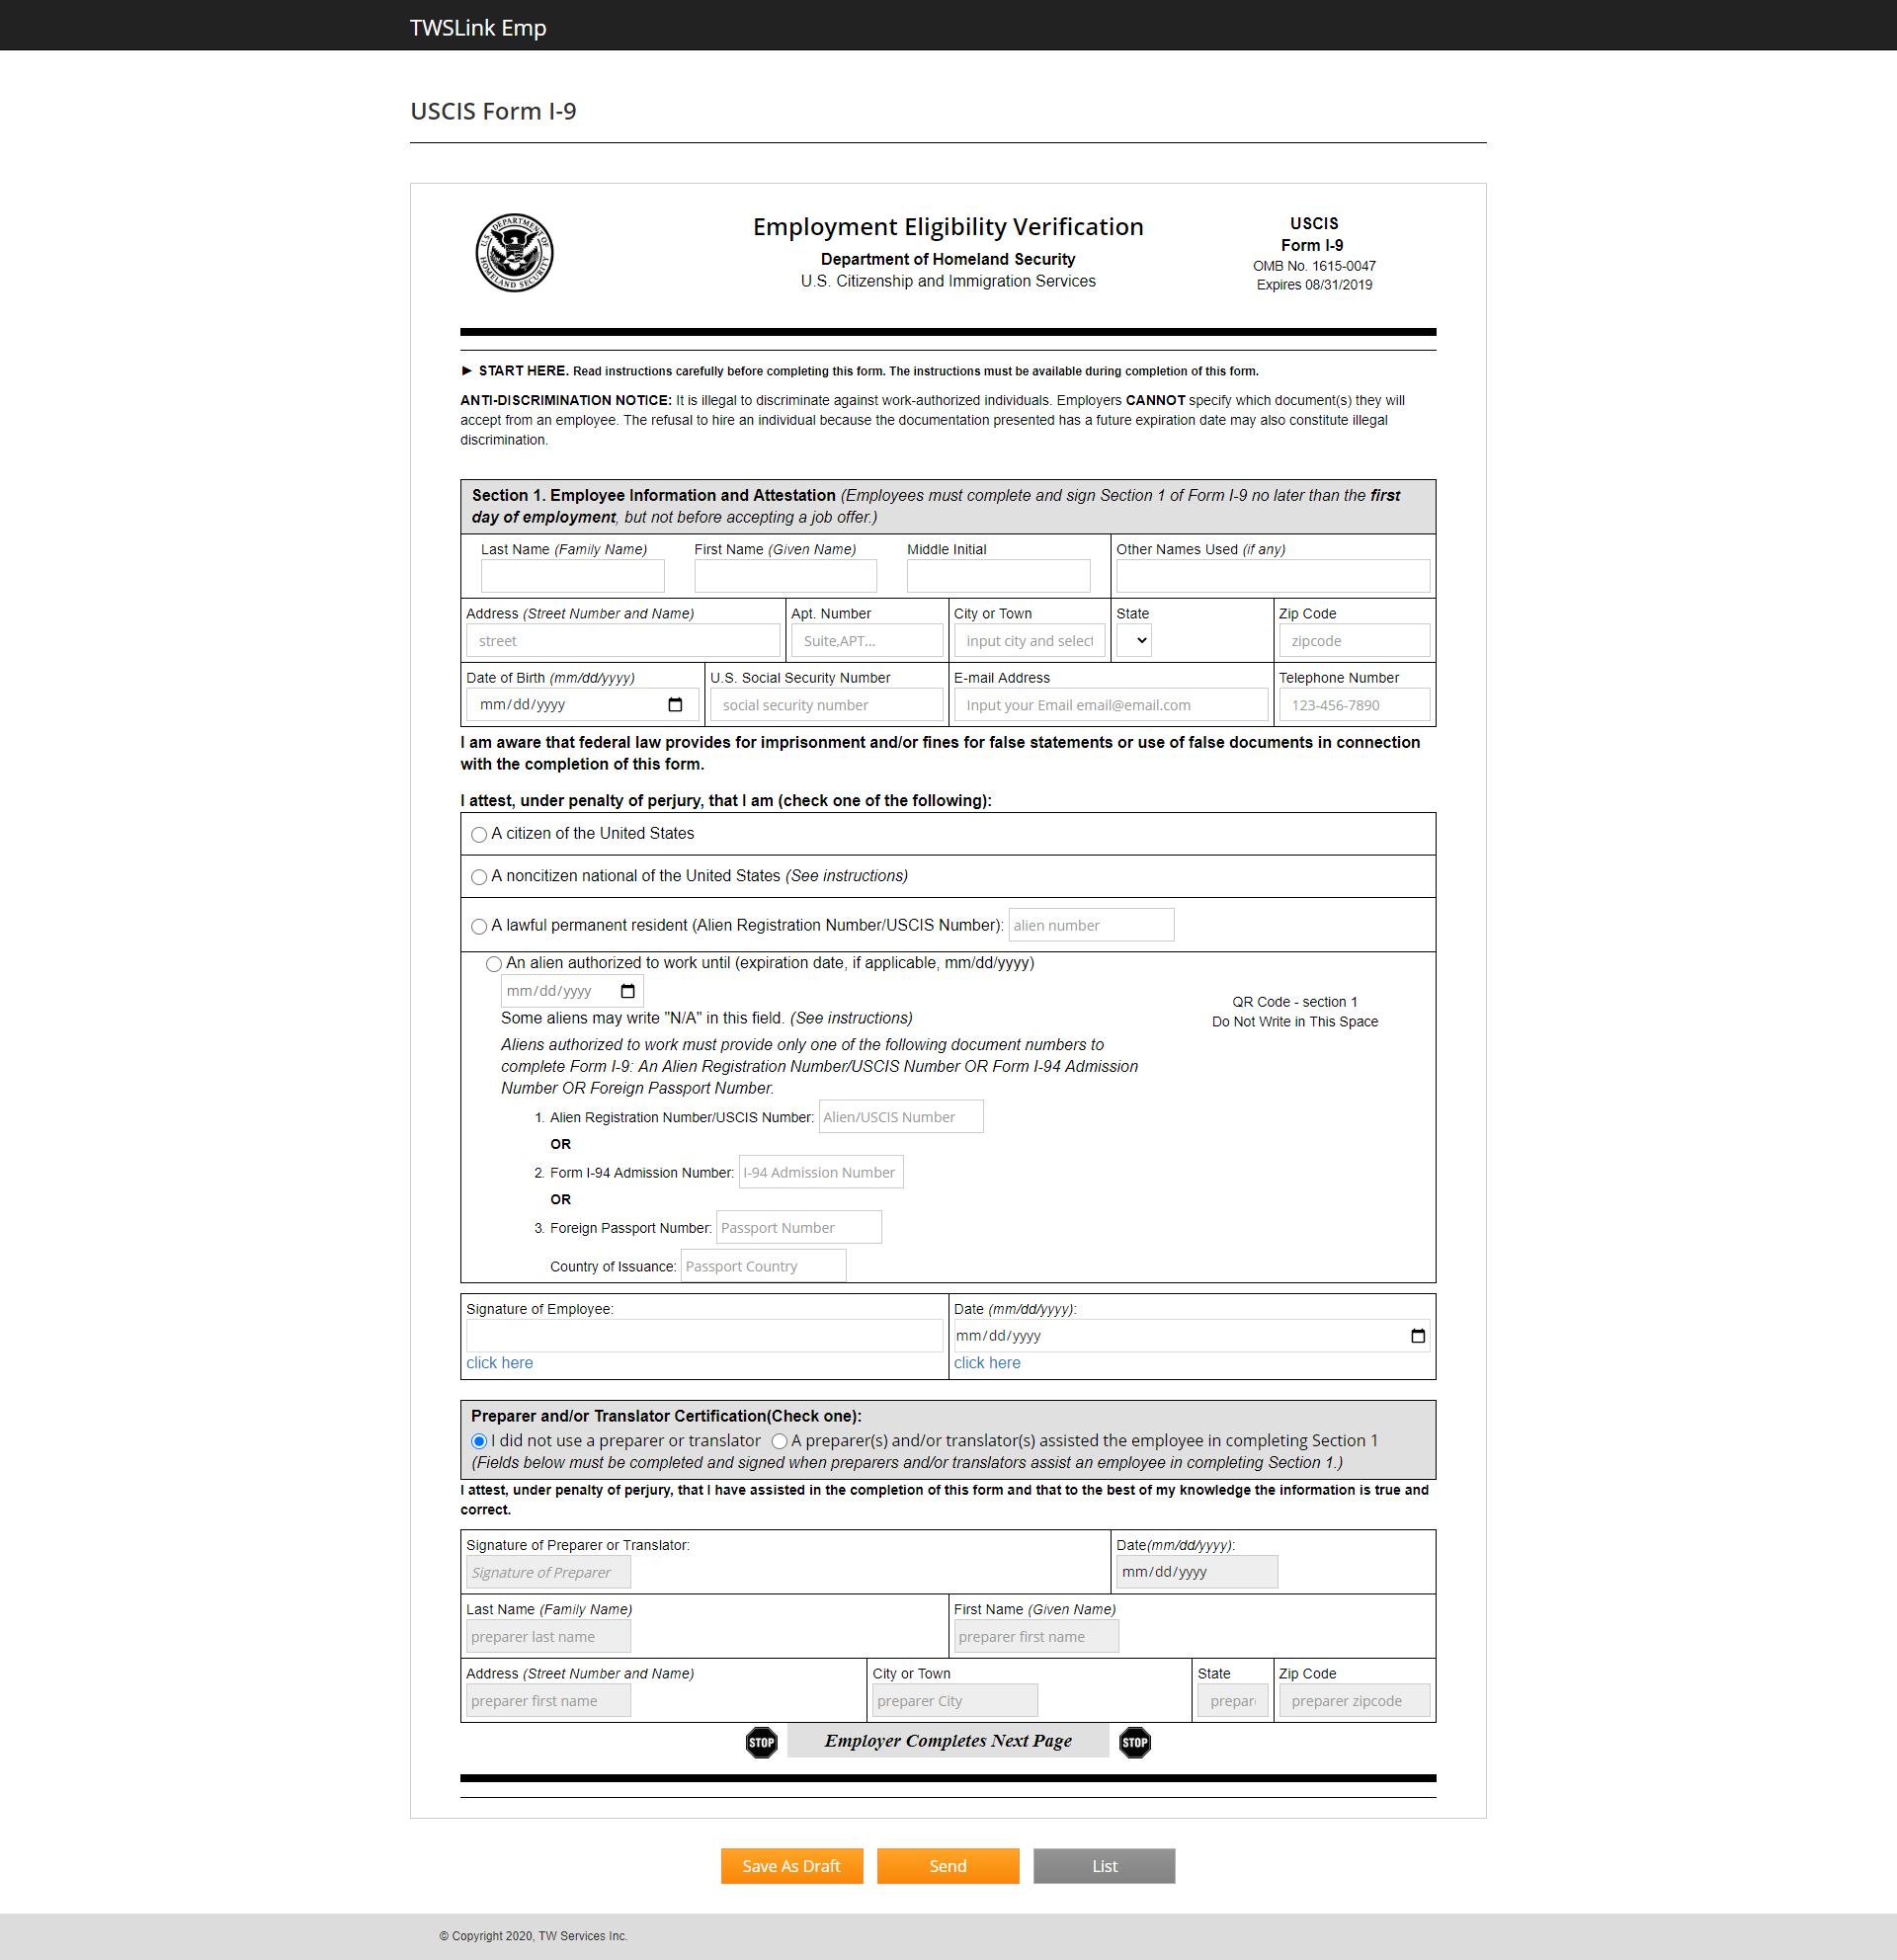 TWSLink Emp
USCIS Form I-9
U.S. DEPARTMENT OF HOMELAND SECURITY
Employment Eligibility Verification
Department of Homeland Security
U.S. Citizenship and Immigration Services
USCIS
Form I-9
OMB No. 1615-0047
Expires 08/31/2019
► START HERE. Read instructions carefully before completing this form. The instructions must be available during completion of this form.
ANTI-DISCRIMINATION NOTICE: It is illegal to discriminate against work-authorized individuals. Employers CANNOT specify which document(s) they will
accept from an employee. The refusal to hire an individual because the documentation presented has a future expiration date may also constitute illegal
discrimination.
Section 1. Employee Information and Attestation (Employees must complete and sign Section 1 of Form I-9 no later than the first
day of employment, but not before accepting a job offer.)
Last Name (Family Name) First Name (Given Name) Middle Initial Other Names Used (if any)
Address (Street Number and Name) Apt. Number City or Town State Zip Code
street Suite,APT... input city and select zipcode
Date of Birth (mm/dd/yyyy) U.S. Social Security Number E-mail Address Telephone Number
mm/dd/yyyy social security number Input your Email email@email.com 123-456-7890
I am aware that federal law provides for imprisonment and/or fines for false statements or use of false documents in connection
with the completion of this form.
I attest, under penalty of perjury, that I am (check one of the following):
A citizen of the United States
A noncitizen national of the United States (See instructions)
A lawful permanent resident (Alien Registration Number/USCIS Number): alien number
An alien authorized to work until (expiration date, if applicable, mm/dd/yyyy)
mm/dd/yyyy
Some aliens may write "N/A" in this field. (See instructions)
Aliens authorized to work must provide only one of the following document numbers to
complete Form I-9: An Alien Registration Number/USCIS Number OR Form I-94 Admission
Number OR Foreign Passport Number.
1. Alien Registration Number/USCIS Number: Alien/USCIS Number
OR
2. Form I-94 Admission Number: I-94 Admission Number
OR
3. Foreign Passport Number: Passport Number
Country of Issuance: Passport Country
QR Code - section 1
Do Not Write in This Space
Signature of Employee: Date (mm/dd/yyyy):
mm/dd/yyyy
click here click here
Preparer and/or Translator Certification(Check one):
I did not use a preparer or translator A preparer(s) and/or translator(s) assisted the employee in completing Section 1
(Fields below must be completed and signed when preparers and/or translators assist an employee in completing Section 1.)
I attest, under penalty of perjury, that I have assisted in the completion of this form and that to the best of my knowledge the information is true and
correct.
Signature of Preparer or Translator: Date(mm/dd/yyyy):
Signature of Preparer mm/dd/yyyy
Last Name (Family Name) First Name (Given Name)
preparer last name preparer first name
Address (Street Number and Name) City or Town State Zip Code
preparer first name preparer City prepar preparer zipcode
STOP Employer Completes Next Page STOP
Save As Draft Send List
© Copyright 2020, TW Services Inc.